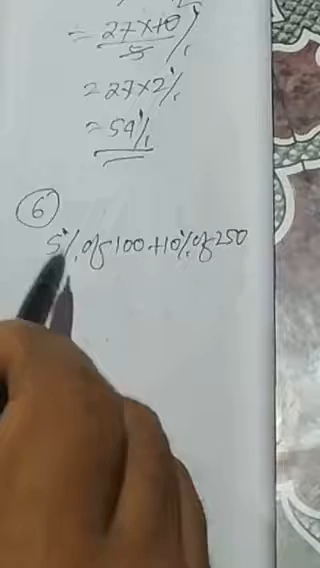 = 27×10/5 %
= 27×2%
= 54%
6
5% of 100 + 10% of 250